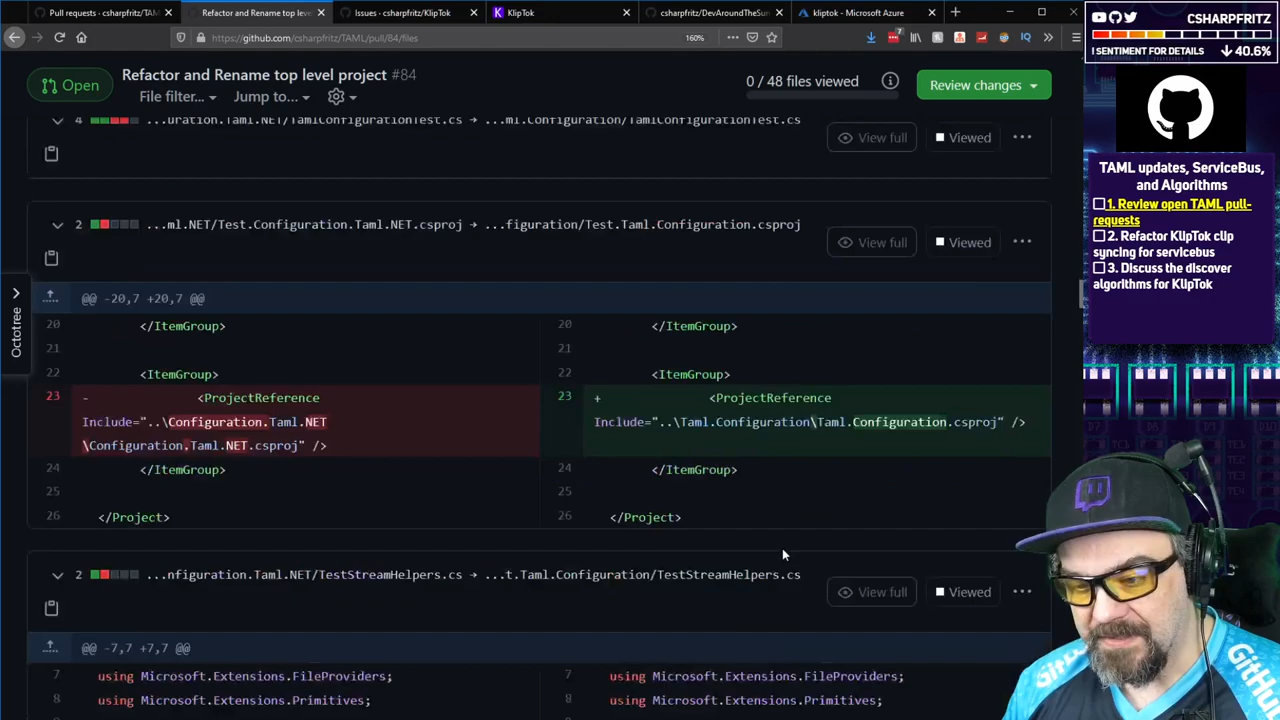 Pull requests · csharpfritz/TAML
Refactor and Rename top level
Issues · csharpfritz/KlipTok
KlipTok
csharpfritz/DevAroundTheSun
kliptok - Microsoft Azure
https://github.com/csharpfritz/TAML/pull/84/files
160%
Open
Refactor and Rename top level project #84
File filter...
Jump to...
0 / 48 files viewed
Review changes
4
...uration.Taml.NET/TamlConfigurationTest.cs → ...ml.Configuration/TamlConfigurationTest.cs
View full
Viewed
2
...ml.NET/Test.Configuration.Taml.NET.csproj → ...figuration/Test.Taml.Configuration.csproj
View full
Viewed
Octotree
@@ -20,7 +20,7 @@
20 </ItemGroup> 20 </ItemGroup>
21 21
22 <ItemGroup> 22 <ItemGroup>
23 - <ProjectReference 23 + <ProjectReference
Include="..\Configuration.Taml.NET Include="..\Taml.Configuration\Taml.Configuration.csproj" />
\Configuration.Taml.NET.csproj" />
24 </ItemGroup> 24 </ItemGroup>
25 25
26 </Project> 26 </Project>
2
...nfiguration.Taml.NET/TestStreamHelpers.cs → ...t.Taml.Configuration/TestStreamHelpers.cs
View full
Viewed
@@ -7,7 +7,7 @@
7 using Microsoft.Extensions.FileProviders; 7 using Microsoft.Extensions.FileProviders;
8 using Microsoft.Extensions.Primitives; 8 using Microsoft.Extensions.Primitives;
CSHARPFRITZ
! SENTIMENT FOR DETAILS
40.6%
TAML updates, ServiceBus,
and Algorithms
1. Review open TAML pull-
requests
2. Refactor KlipTok clip
syncing for servicebus
3. Discuss the discover
algorithms for KlipTok
GitHub